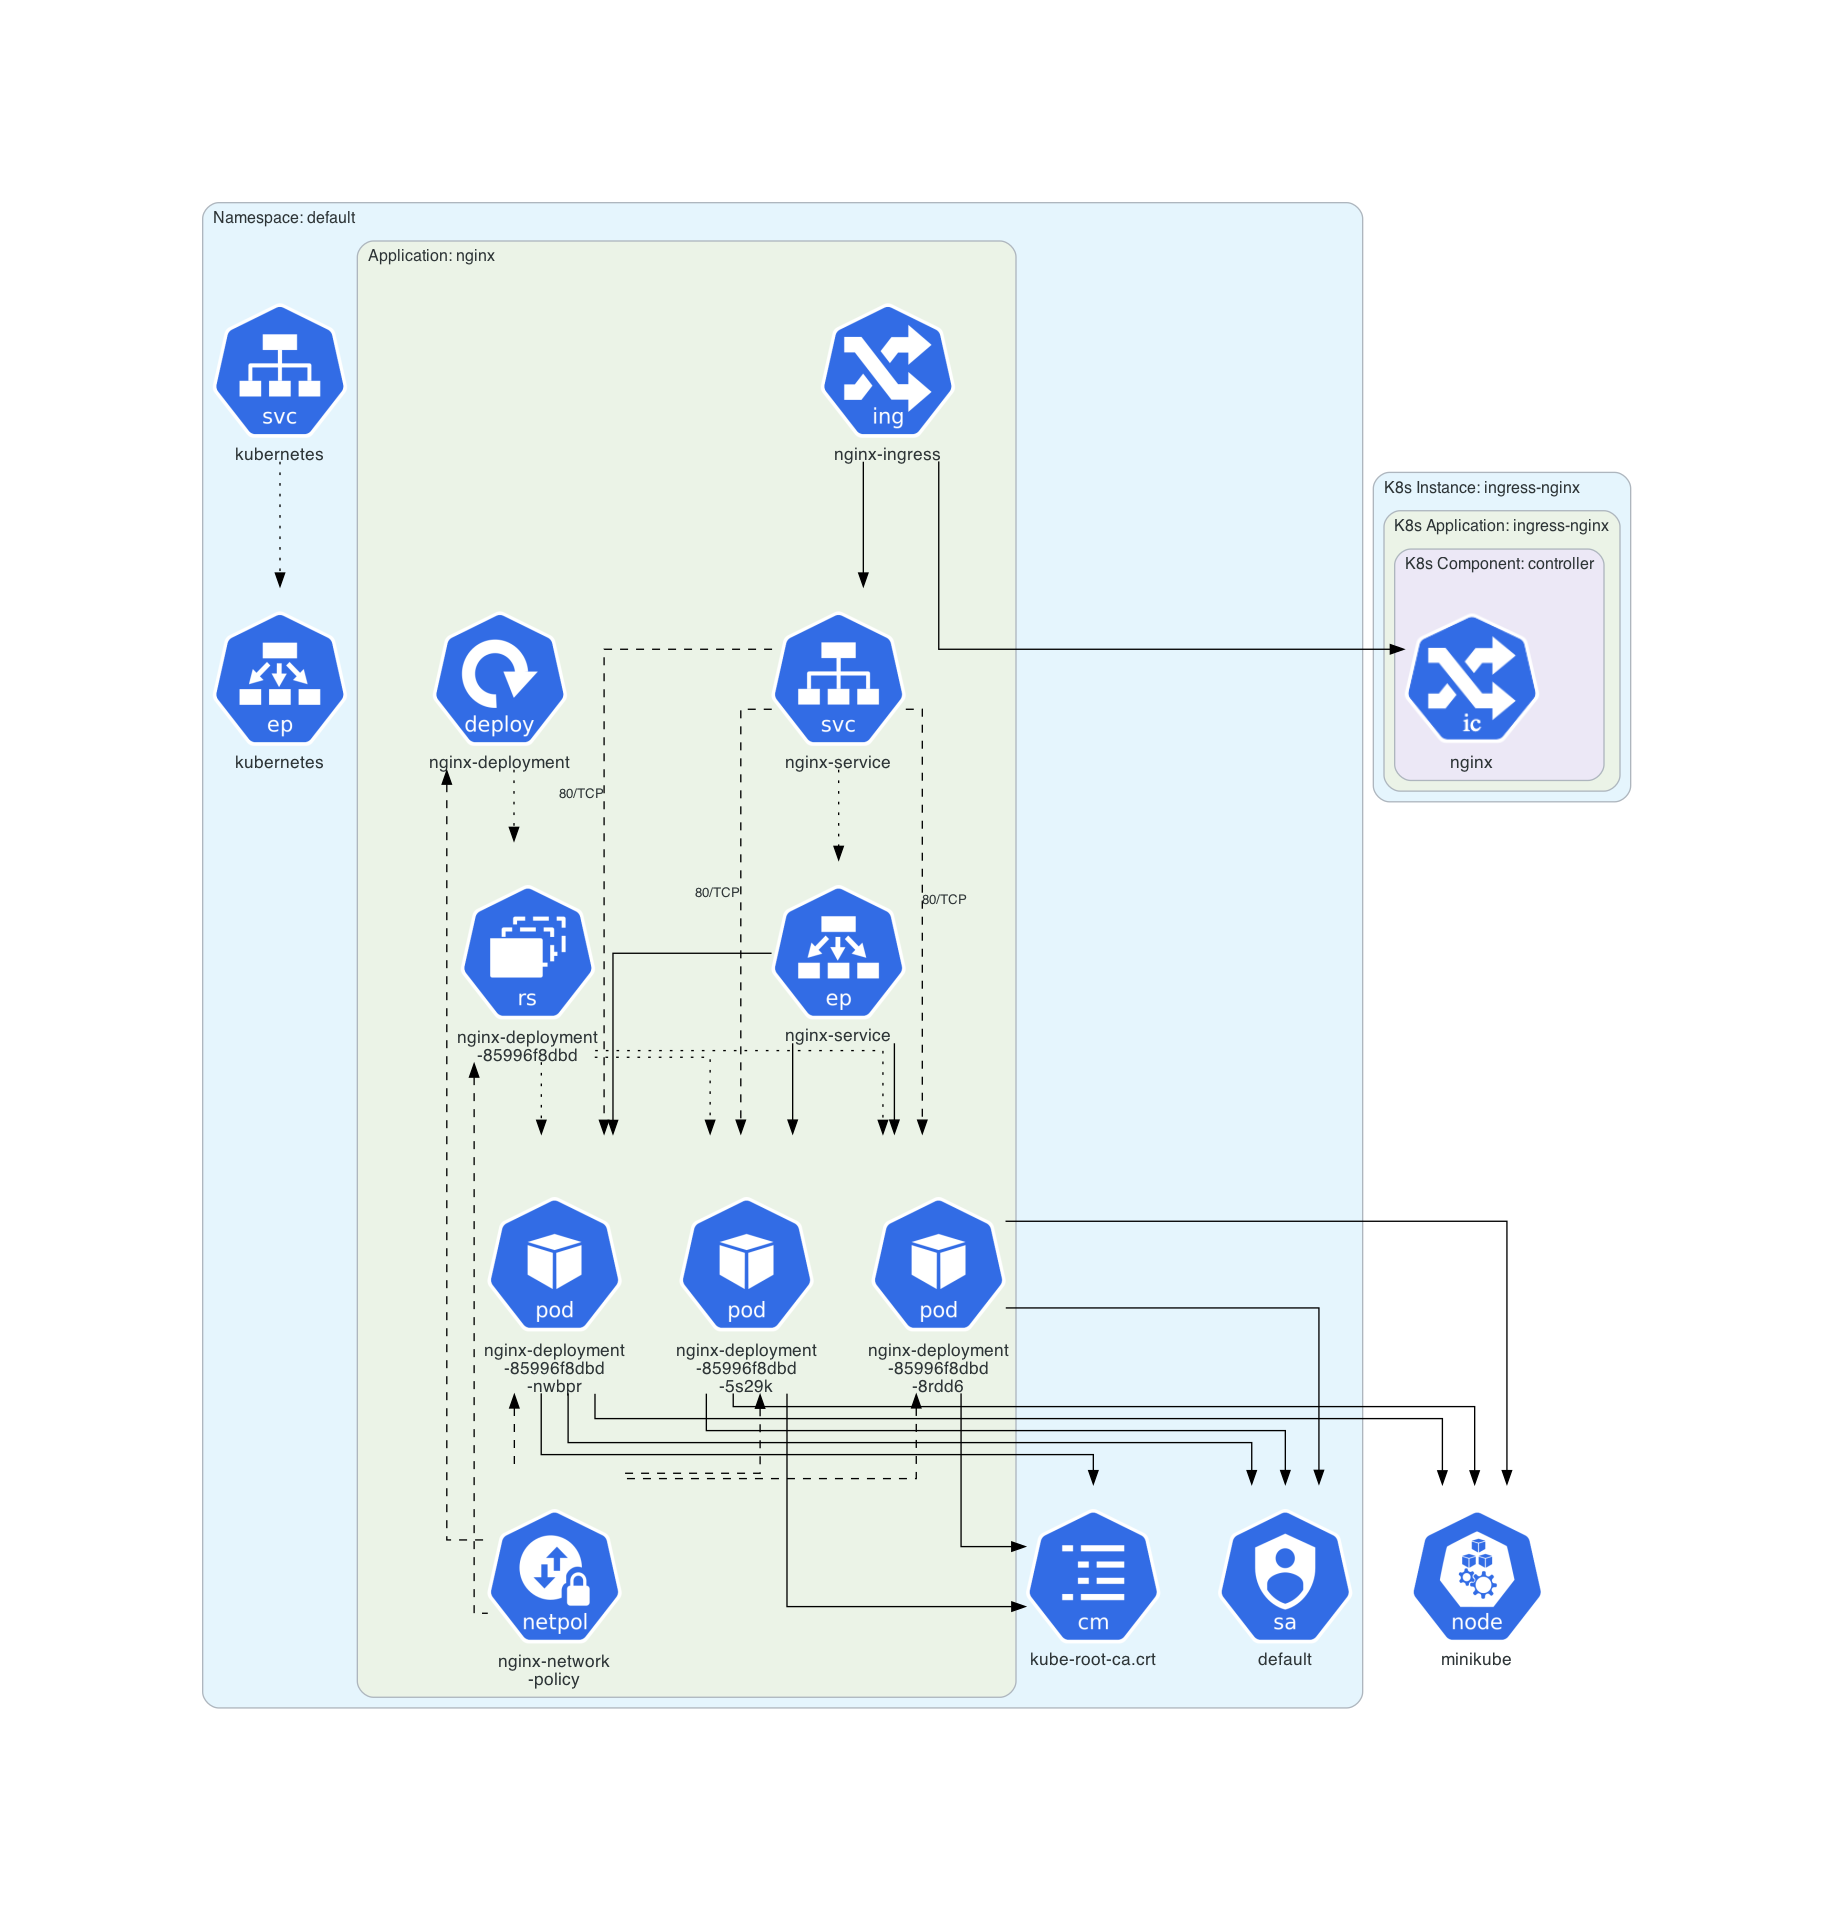 Namespace: default
Application: nginx
svc
kubernetes
ing
nginx-ingress
K8s Instance: ingress-nginx
K8s Application: ingress-nginx
K8s Component: controller
ep
kubernetes
deploy
nginx-deployment
svc
nginx-service
ic
nginx
80/TCP
80/TCP
80/TCP
rs
nginx-deployment
-85996f8dbd
ep
nginx-service
pod
nginx-deployment
-85996f8dbd
-nwbpr
pod
nginx-deployment
-85996f8dbd
-5s29k
pod
nginx-deployment
-85996f8dbd
-8rdd6
netpol
nginx-network
-policy
cm
kube-root-ca.crt
sa
default
node
minikube